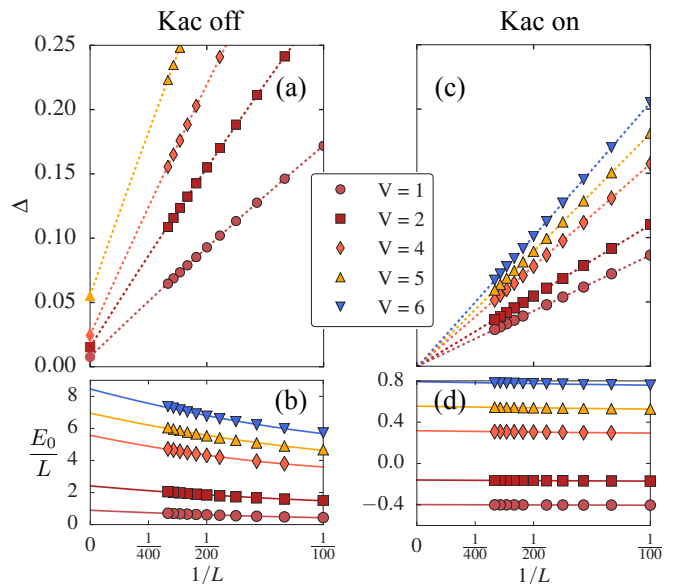 Kac off
Kac on
0.25
0.20
0.15
0.10
0.05
0.00
Δ
(a)
(c)
V = 1
V = 2
V = 4
V = 5
V = 6
8
6
4
2
0
E₀/L
(b)
0.8
0.4
0.0
−0.4
(d)
0 1/400 1/200 1/100
1/L
0 1/400 1/200 1/100
1/L